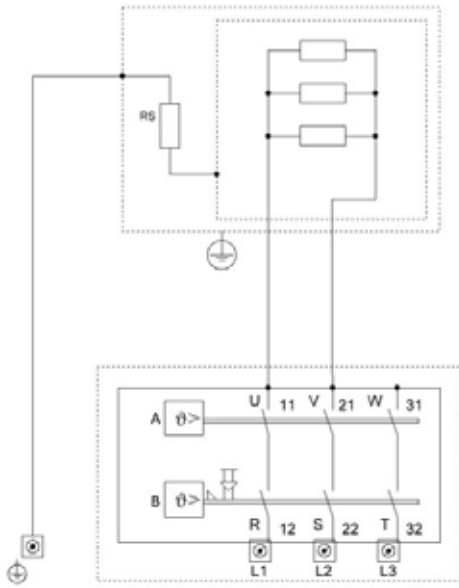 RS
U 11 V 21 W 31
A ϑ>
B ϑ>
R 12 S 22 T 32
L1 L2 L3